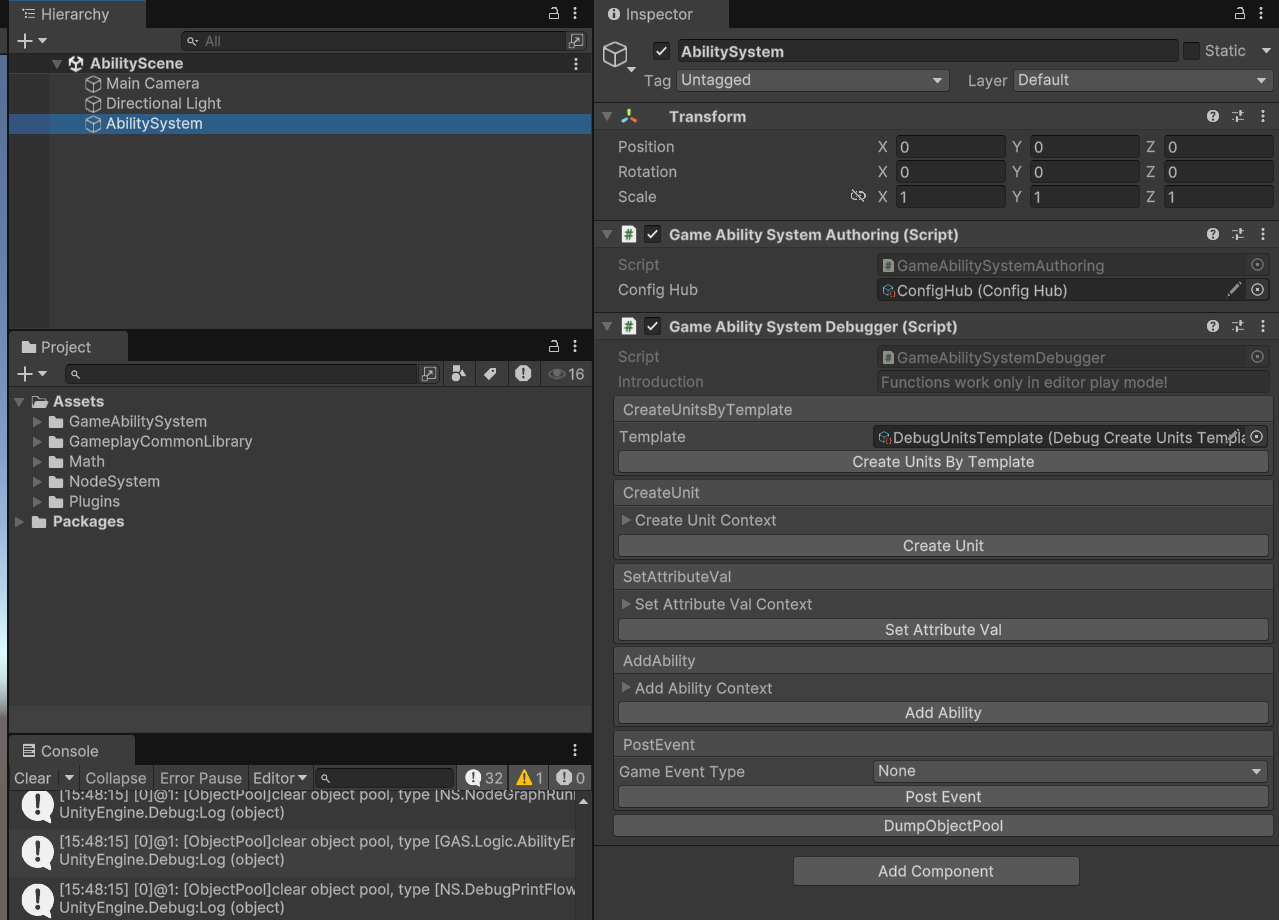 Hierarchy
All
AbilityScene
Main Camera
Directional Light
AbilitySystem
Project
16
Assets
GameAbilitySystem
GameplayCommonLibrary
Math
NodeSystem
Plugins
Packages
Console
Clear Collapse Error Pause Editor 32 1 0
[15:48:15] [0]@1: [ObjectPool]clear object pool, type [NS.NodeGraphRun
UnityEngine.Debug:Log (object)
[15:48:15] [0]@1: [ObjectPool]clear object pool, type [GAS.Logic.AbilityEn
UnityEngine.Debug:Log (object)
[15:48:15] [0]@1: [ObjectPool]clear object pool, type [NS.DebugPrintFlow
UnityEngine.Debug:Log (object)
Inspector
AbilitySystem Static
Tag Untagged Layer Default
Transform
Position X 0 Y 0 Z 0
Rotation X 0 Y 0 Z 0
Scale X 1 Y 1 Z 1
# Game Ability System Authoring (Script)
Script GameAbilitySystemAuthoring
Config Hub ConfigHub (Config Hub)
# Game Ability System Debugger (Script)
Script GameAbilitySystemDebugger
Introduction Functions work only in editor play mode!
CreateUnitsByTemplate
Template DebugUnitsTemplate (Debug Create Units Templa
Create Units By Template
CreateUnit
Create Unit Context
Create Unit
SetAttributeVal
Set Attribute Val Context
Set Attribute Val
AddAbility
Add Ability Context
Add Ability
PostEvent
Game Event Type None
Post Event
DumpObjectPool
Add Component